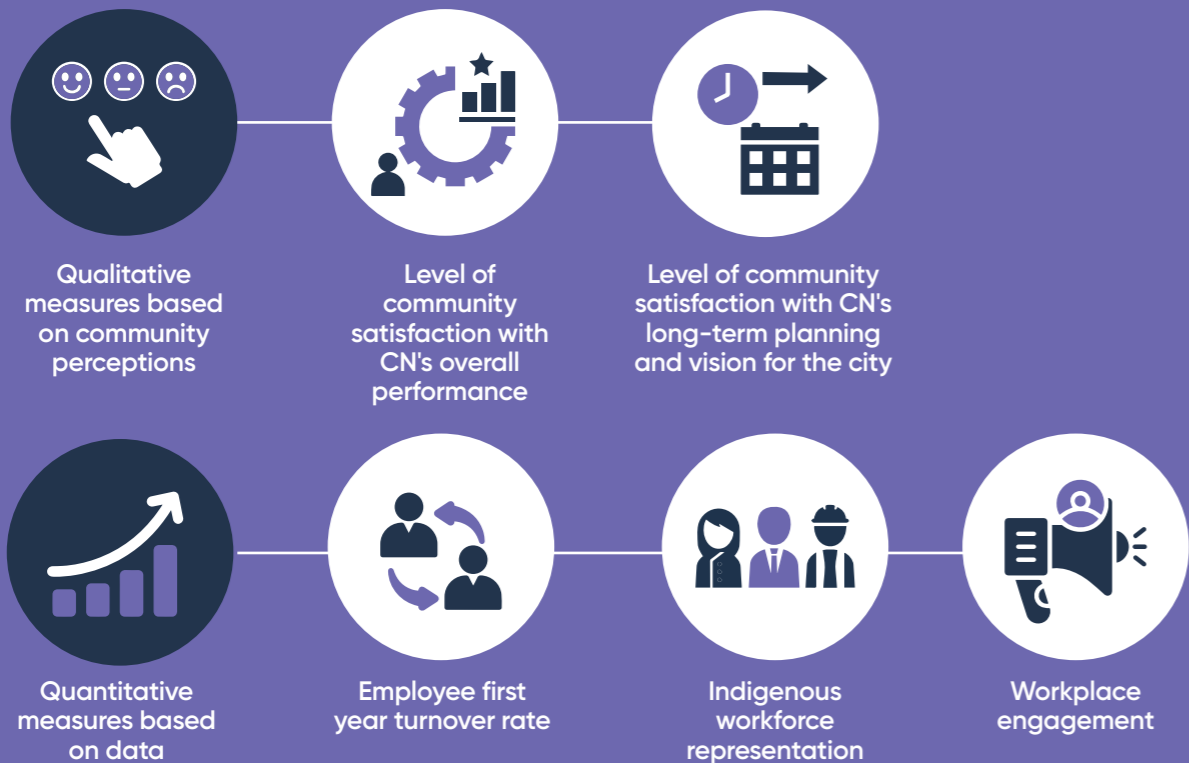 Qualitative
measures based
on community
perceptions
Level of
community
satisfaction with
CN's overall
performance
Level of community
satisfaction with CN's
long-term planning
and vision for the city
Quantitative
measures based
on data
Employee first
year turnover rate
Indigenous
workforce
representation
Workplace
engagement